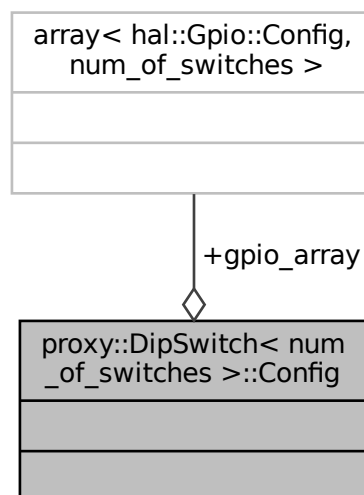 array< hal::Gpio::Config,
num_of_switches >
+gpio_array
proxy::DipSwitch< num
_of_switches >::Config